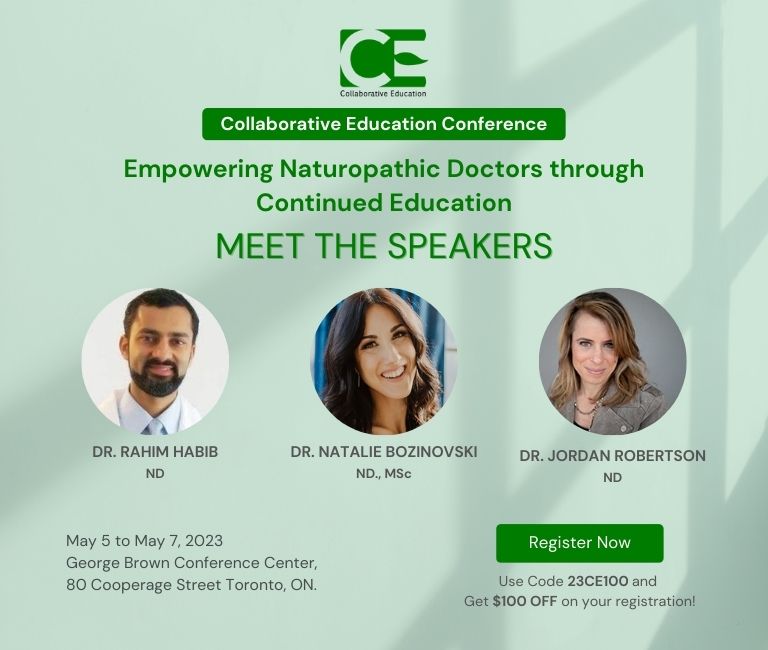 CE
Collaborative Education
Collaborative Education Conference
Empowering Naturopathic Doctors through
Continued Education
MEET THE SPEAKERS
DR. RAHIM HABIB
ND
DR. NATALIE BOZINOVSKI
ND., MSc
DR. JORDAN ROBERTSON
ND
May 5 to May 7, 2023
George Brown Conference Center,
80 Cooperage Street Toronto, ON.
Register Now
Use Code 23CE100 and
Get $100 OFF on your registration!